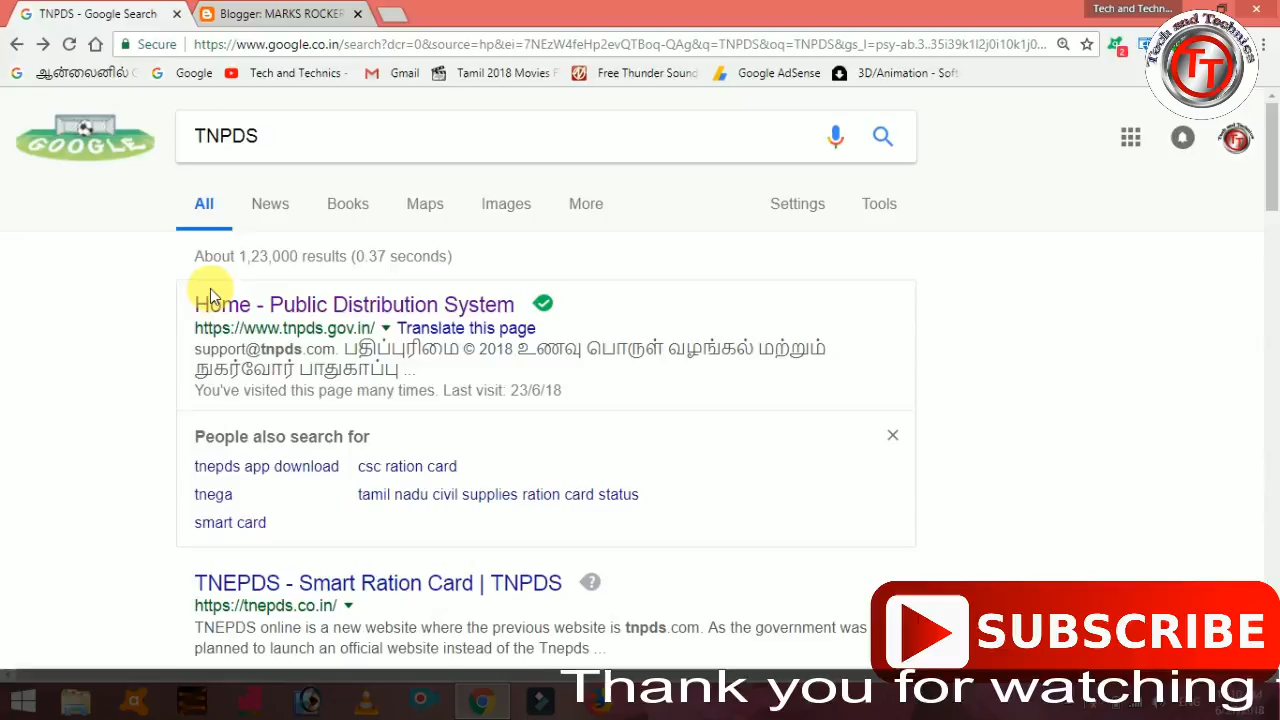 TNPDS - Google Search
Blogger: MARKS ROCKER
Tech and Techn...
Secure
https://www.google.co.in/search?dcr=0&source=hp&ei=7NEzW4feHp2evQTBoq-QAg&q=TNPDS&oq=TNPDS&gs_l=psy-ab.3..35i39k1l2j0i10k1j0...
2
ஆன்லைனில்
Google
Tech and Technics -
Gmail
Tamil 2018 Movies F
Free Thunder Sound
Google AdSense
3D/Animation - Soft
Tech and Technics
TT
GOOGLE
TNPDS
All
News
Books
Maps
Images
More
Settings
Tools
About 1,23,000 results (0.37 seconds)
Home - Public Distribution System
https://www.tnpds.gov.in/ Translate this page
support@tnpds.com. பதிப்புரிமை © 2018 உணவு பொருள் வழங்கல் மற்றும்
நுகர்வோர் பாதுகாப்பு ...
You've visited this page many times. Last visit: 23/6/18
People also search for
tnepds app download
csc ration card
tnega
tamil nadu civil supplies ration card status
smart card
TNEPDS - Smart Ration Card | TNPDS
https://tnepds.co.in/
TNEPDS online is a new website where the previous website is tnpds.com. As the government was
planned to launch an official website instead of the Tnepds ...
SUBSCRIBE
Thank you for watching